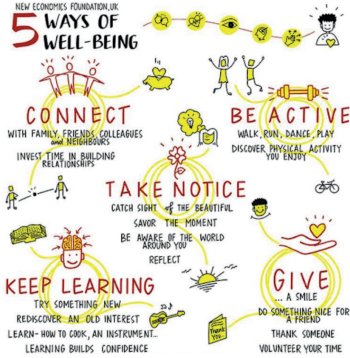 NEW ECONOMICS FOUNDATION, UK
5 WAYS OF
WELL-BEING
CONNECT
WITH FAMILY, FRIENDS, COLLEAGUES
and NEIGHBOURS
INVEST TIME IN BUILDING
RELATIONSHIPS
BE ACTIVE
WALK, RUN, DANCE, PLAY
DISCOVER PHYSICAL ACTIVITY
YOU ENJOY
TAKE NOTICE
CATCH SIGHT of THE BEAUTIFUL
SAVOR THE MOMENT
BE AWARE OF THE WORLD
AROUND YOU
REFLECT
KEEP LEARNING
TRY SOMETHING NEW
REDISCOVER AN OLD INTEREST
LEARN- HOW TO COOK, AN INSTRUMENT...
LEARNING BUILDS CONFIDENCE
Thank
You
GIVE
... A SMILE
DO SOMETHING NICE FOR
A FRIEND
THANK SOMEONE
VOLUNTEER YOUR TIME